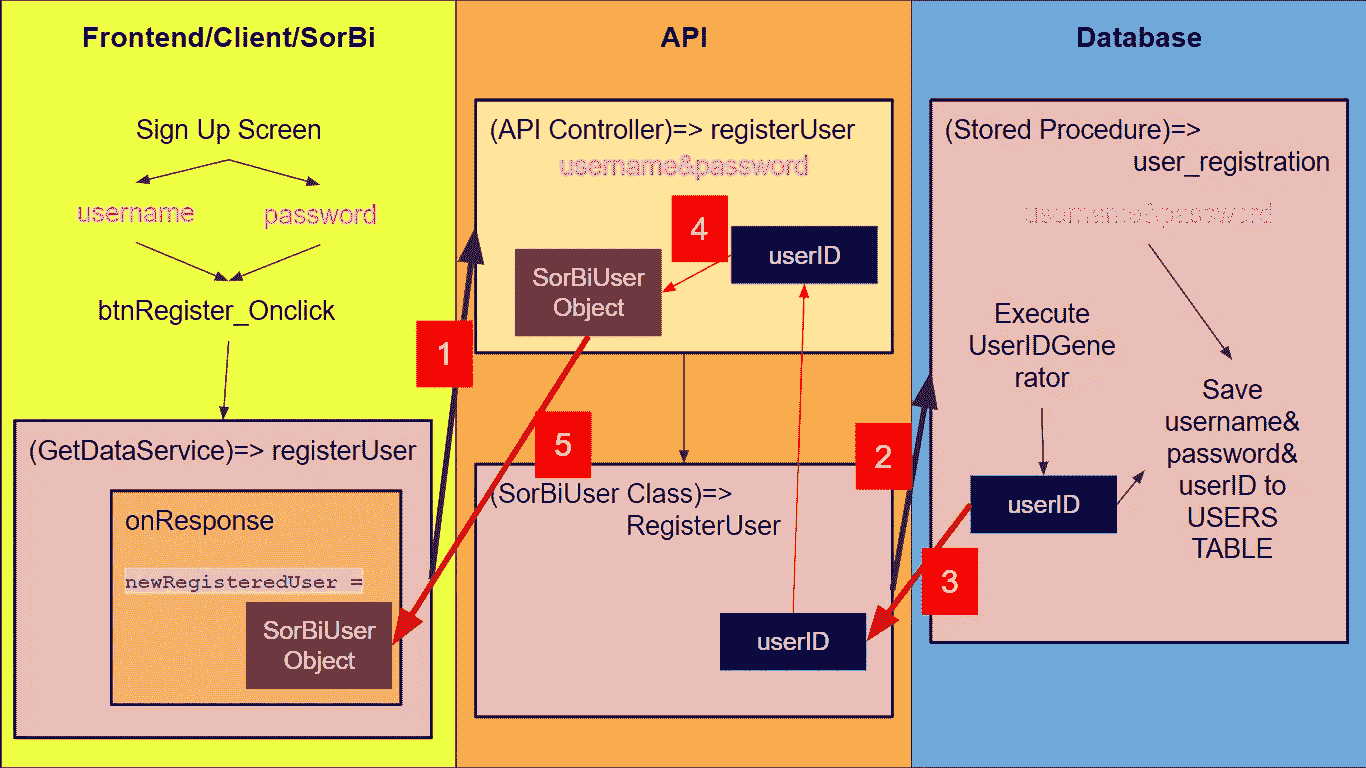 Frontend/Client/SorBi
Sign Up Screen
username
password
btnRegister_Onclick
(GetDataService)=> registerUser
onResponse
newRegisteredUser =
SorBiUser
Object
1
API
(API Controller)=> registerUser
username&password
4
userID
SorBiUser
Object
5
(SorBiUser Class)=>
RegisterUser
userID
2
3
Database
(Stored Procedure)=>
user_registration
username&password
Execute
UserIDGene
rator
userID
Save
username&
password&
userID to
USERS
TABLE